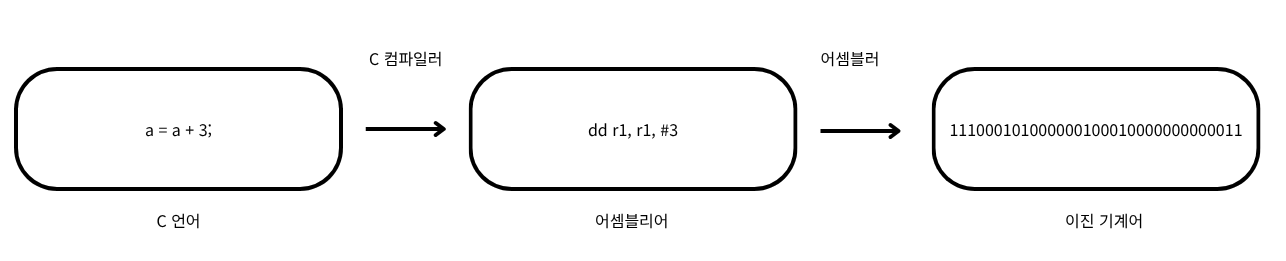 C 컴파일러
어셈블러
a = a + 3;
dd r1, r1, #3
11100010100000010001000000000011
C 언어
어셈블리어
이진 기계어